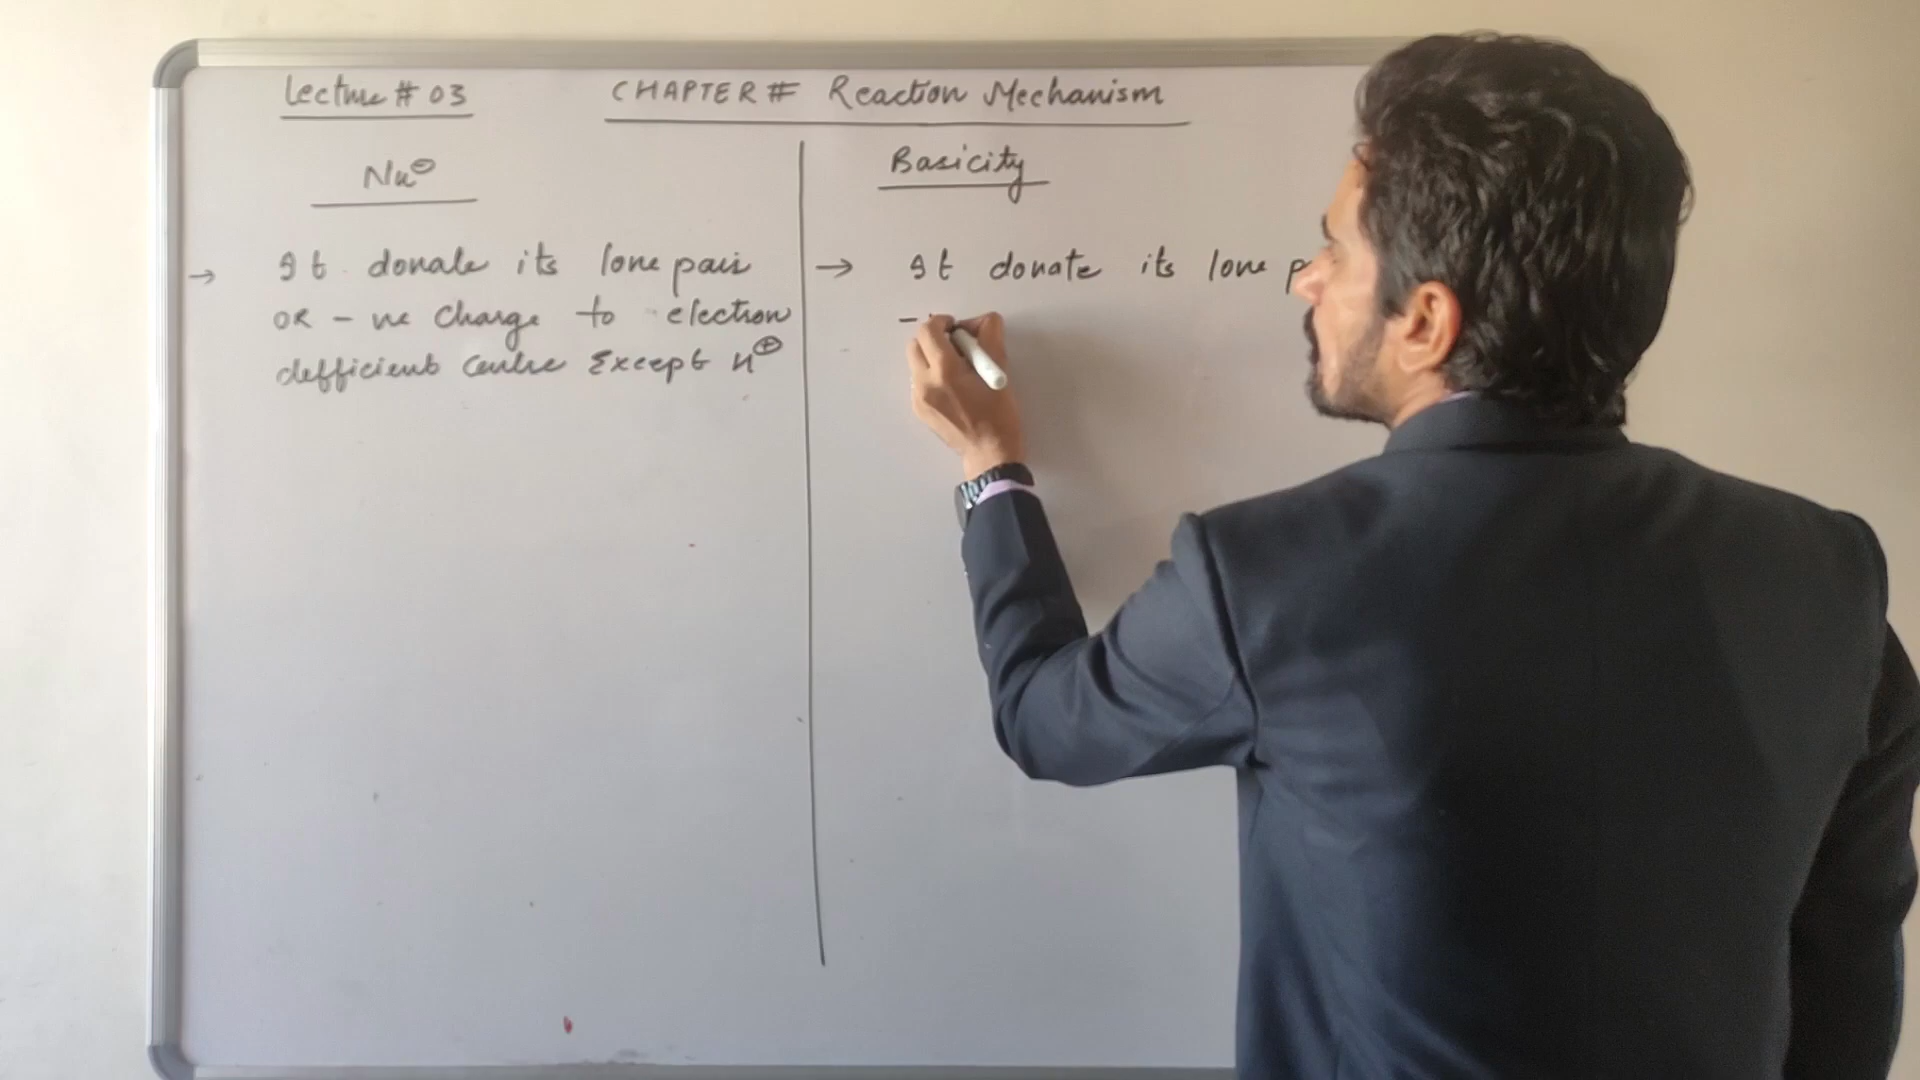 Lecture # 03
CHAPTER # Reaction Mechanism
Nu⊖
→ It donate its lone pair
OR -ve charge to electron
defficient centre Except H⊕
Basicity
→ It donate its lone p
-